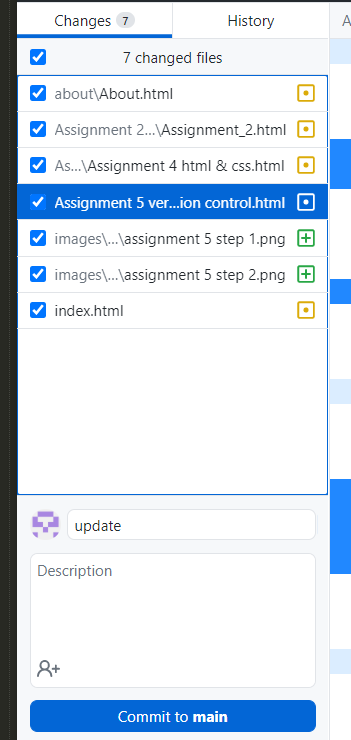 Changes 7 History
7 changed files
about\About.html
Assignment 2...\Assignment_2.html
As...\Assignment 4 html & css.html
Assignment 5 ver...ion control.html
images\...\assignment 5 step 1.png
images\...\assignment 5 step 2.png
index.html
update
Description
Commit to main